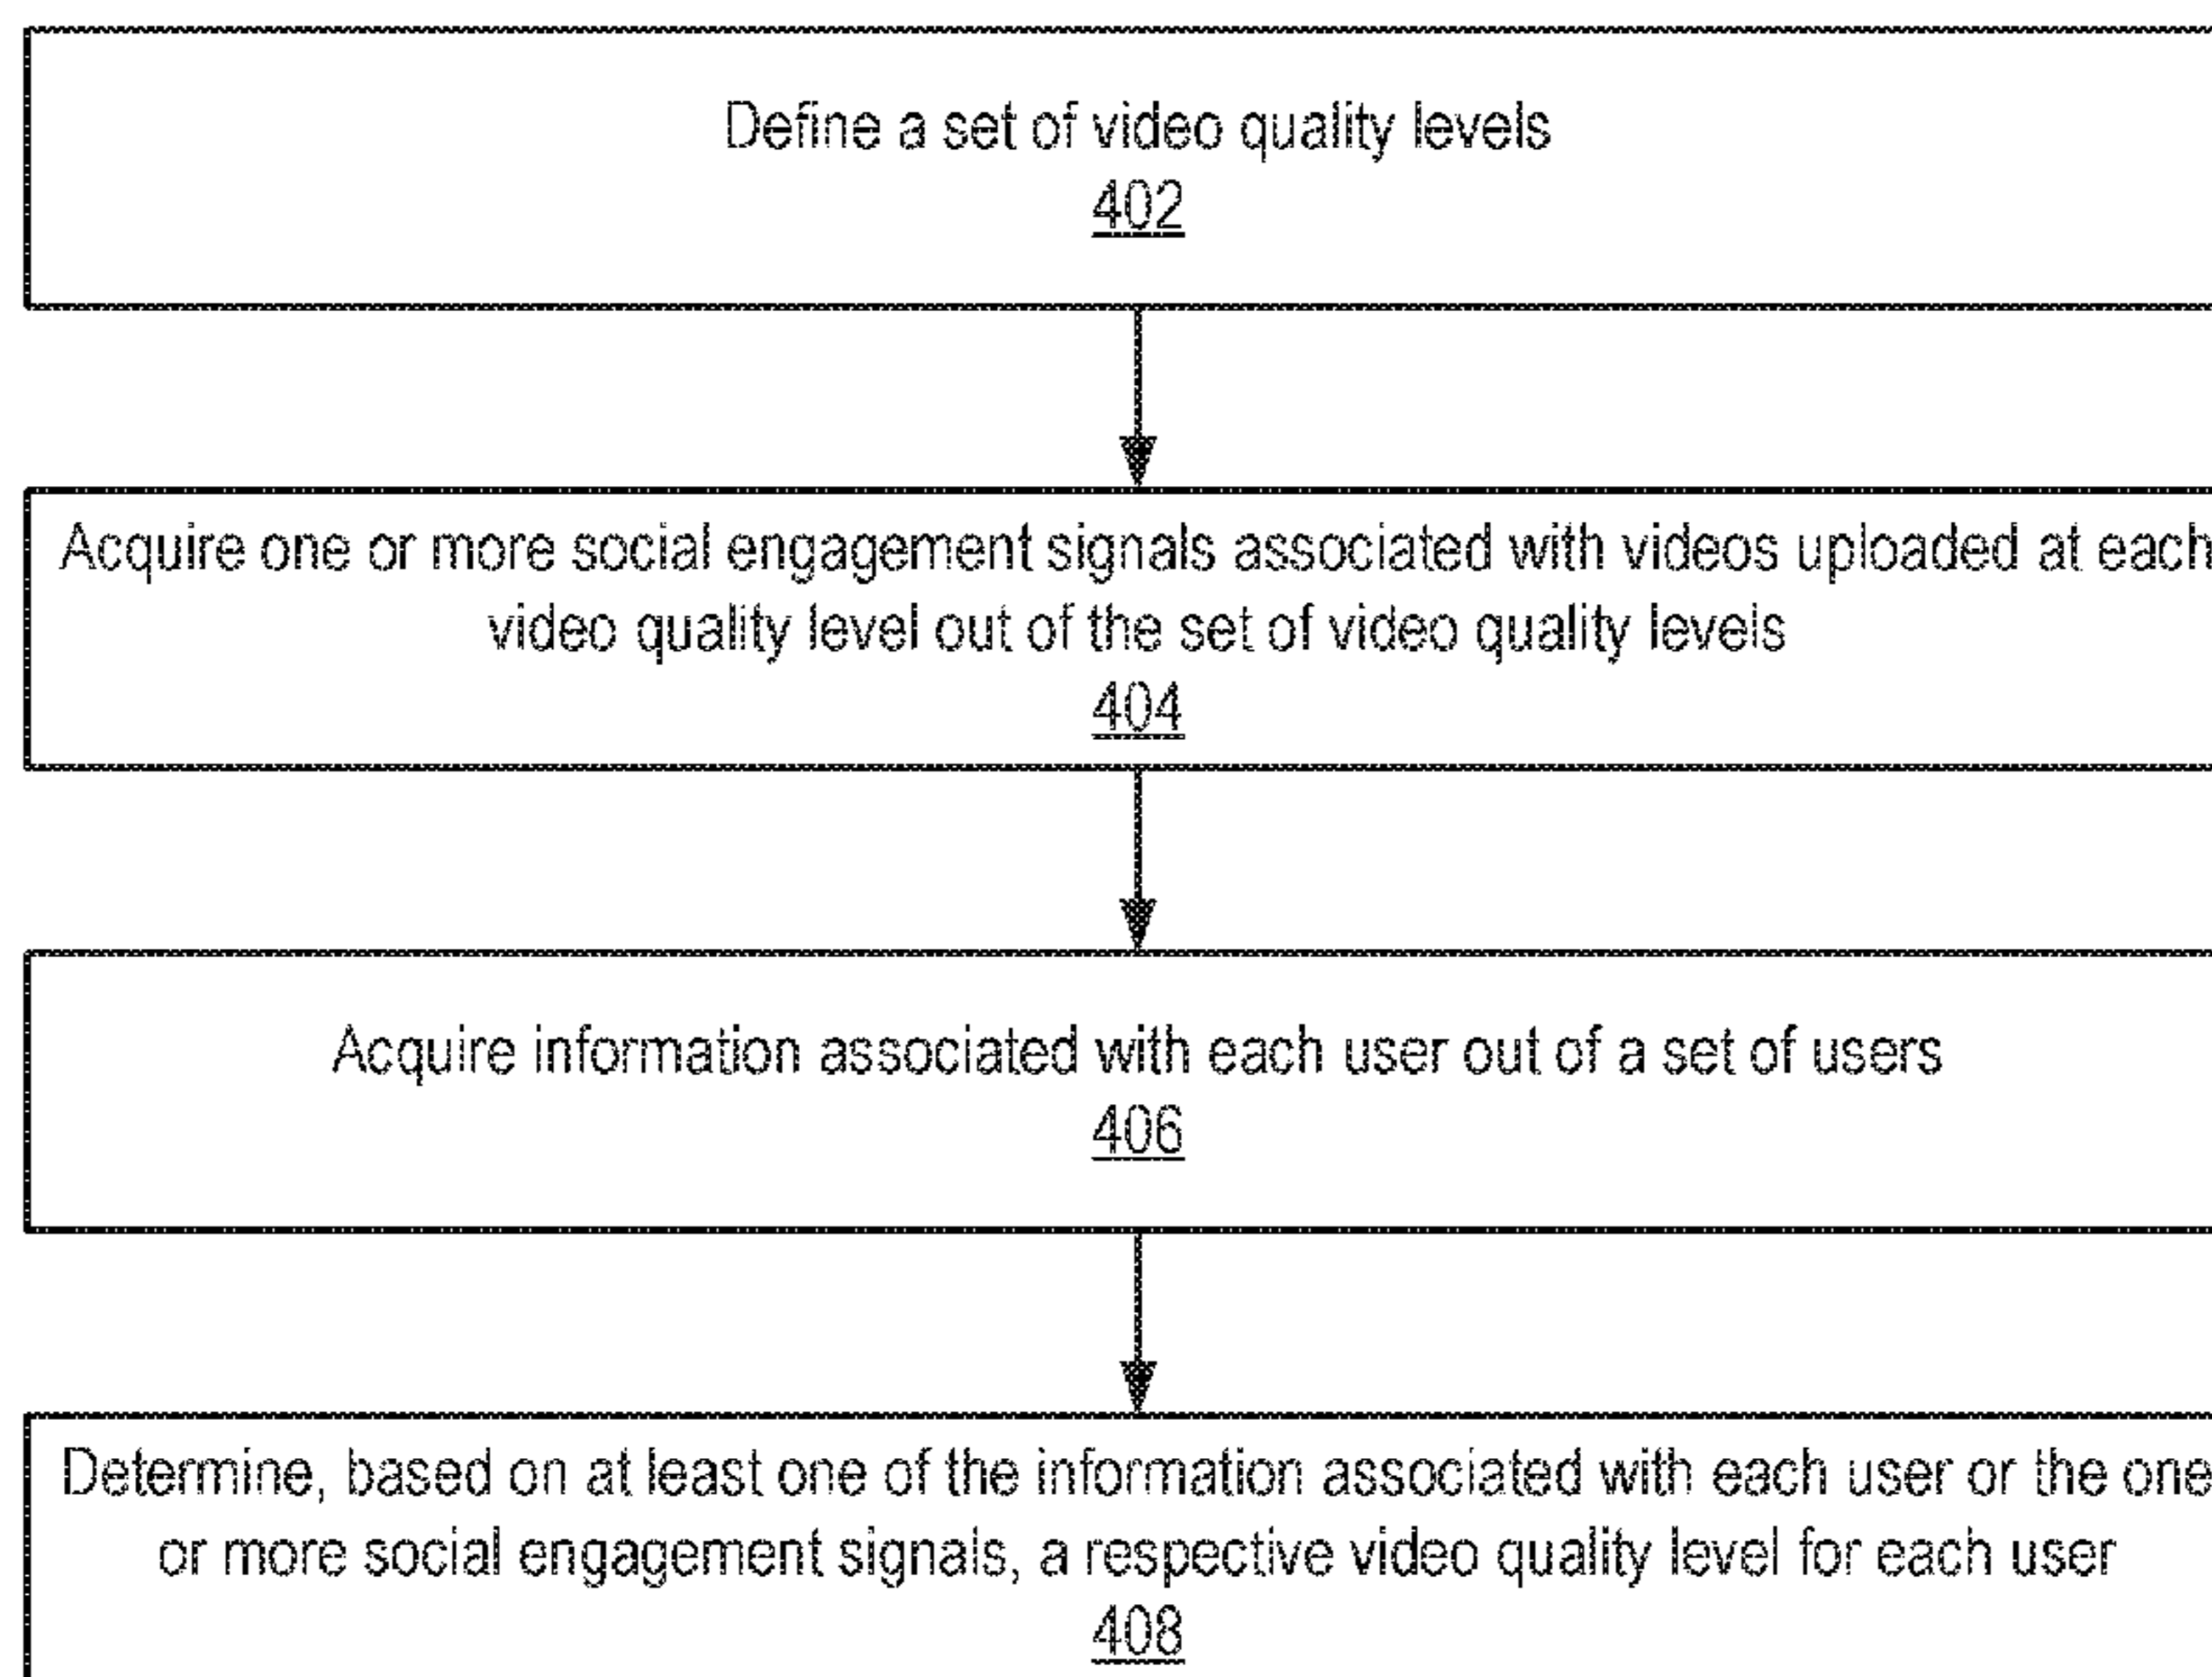 Define a set of video quality levels
402
Acquire one or more social engagement signals associated with videos uploaded at each
video quality level out of the set of video quality levels
404
Acquire information associated with each user out of a set of users
406
Determine, based on at least one of the information associated with each user or the one
or more social engagement signals, a respective video quality level for each user
408